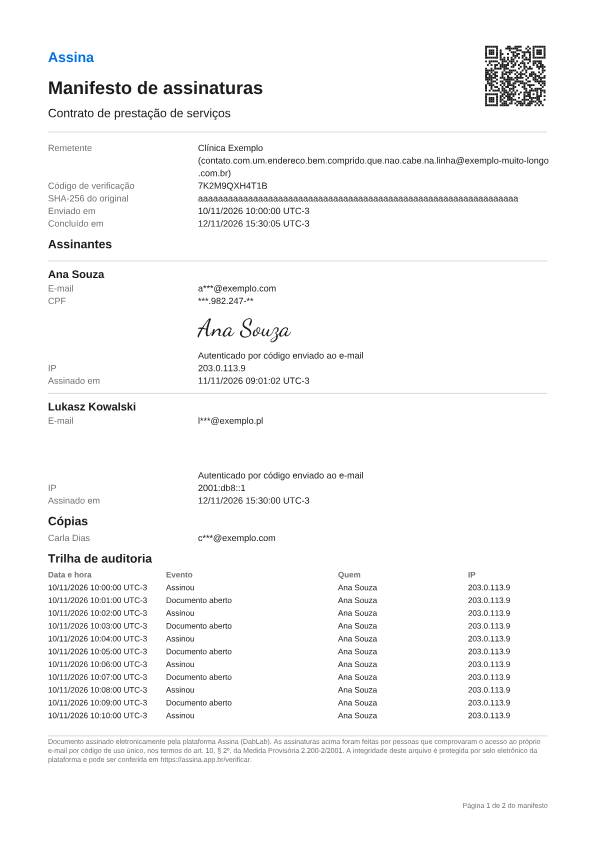 Assina
Manifesto de assinaturas
Contrato de prestação de serviços
Remetente Clínica Exemplo
(contato.com.um.endereco.bem.comprido.que.nao.cabe.na.linha@exemplo-muito-longo
.com.br)
Código de verificação 7K2M9QXH4T1B
SHA-256 do original aaaaaaaaaaaaaaaaaaaaaaaaaaaaaaaaaaaaaaaaaaaaaaaaaaaaaaaaaaaaaaaa
Enviado em 10/11/2026 10:00:00 UTC-3
Concluído em 12/11/2026 15:30:05 UTC-3
Assinantes
Ana Souza
E-mail a***@exemplo.com
CPF ***.982.247-**
Ana Souza
Autenticado por código enviado ao e-mail
IP 203.0.113.9
Assinado em 11/11/2026 09:01:02 UTC-3
Lukasz Kowalski
E-mail l***@exemplo.pl
Autenticado por código enviado ao e-mail
IP 2001:db8::1
Assinado em 12/11/2026 15:30:00 UTC-3
Cópias
Carla Dias c***@exemplo.com
Trilha de auditoria
Data e hora Evento Quem IP
10/11/2026 10:00:00 UTC-3 Assinou Ana Souza 203.0.113.9
10/11/2026 10:01:00 UTC-3 Documento aberto Ana Souza 203.0.113.9
10/11/2026 10:02:00 UTC-3 Assinou Ana Souza 203.0.113.9
10/11/2026 10:03:00 UTC-3 Documento aberto Ana Souza 203.0.113.9
10/11/2026 10:04:00 UTC-3 Assinou Ana Souza 203.0.113.9
10/11/2026 10:05:00 UTC-3 Documento aberto Ana Souza 203.0.113.9
10/11/2026 10:06:00 UTC-3 Assinou Ana Souza 203.0.113.9
10/11/2026 10:07:00 UTC-3 Documento aberto Ana Souza 203.0.113.9
10/11/2026 10:08:00 UTC-3 Assinou Ana Souza 203.0.113.9
10/11/2026 10:09:00 UTC-3 Documento aberto Ana Souza 203.0.113.9
10/11/2026 10:10:00 UTC-3 Assinou Ana Souza 203.0.113.9
Documento assinado eletronicamente pela plataforma Assina (DabLab). As assinaturas acima foram feitas por pessoas que comprovaram o acesso ao próprio
e-mail por código de uso único, nos termos do art. 10, § 2º, da Medida Provisória 2.200-2/2001. A integridade deste arquivo é protegida por selo eletrônico da
plataforma e pode ser conferida em https://assina.app.br/verificar.
Página 1 de 2 do manifesto